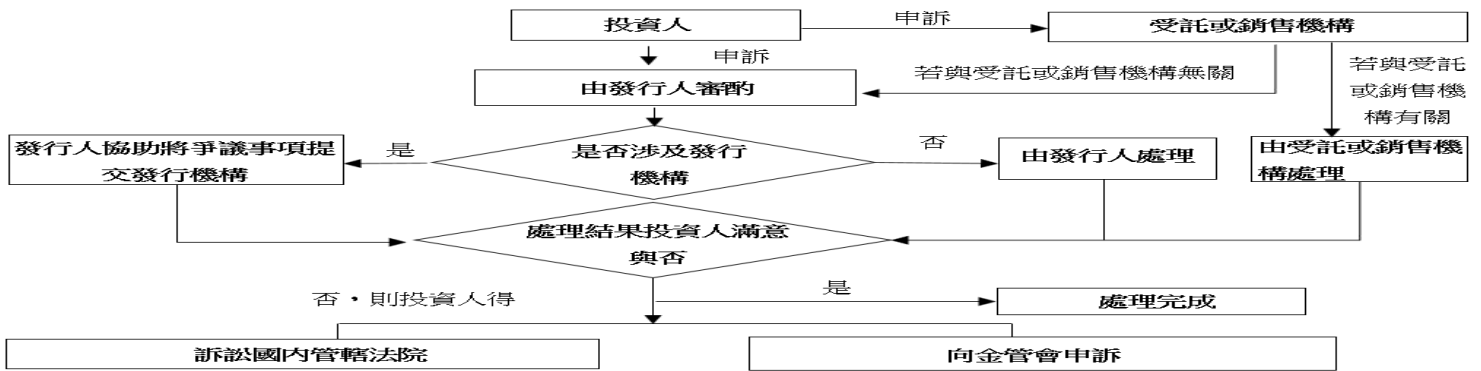 投資人
申訴
受託或銷售機構
申訴
若與受託或銷售機構無關
若與受託
或銷售機
構有關
由發行人審酌
發行人協助將爭議事項提
交發行機構
是
是否涉及發行
機構
否
由發行人處理
由受託或銷售機
構處理
處理結果投資人滿意
與否
否，則投資人得
是
處理完成
訴訟國內管轄法院
向金管會申訴